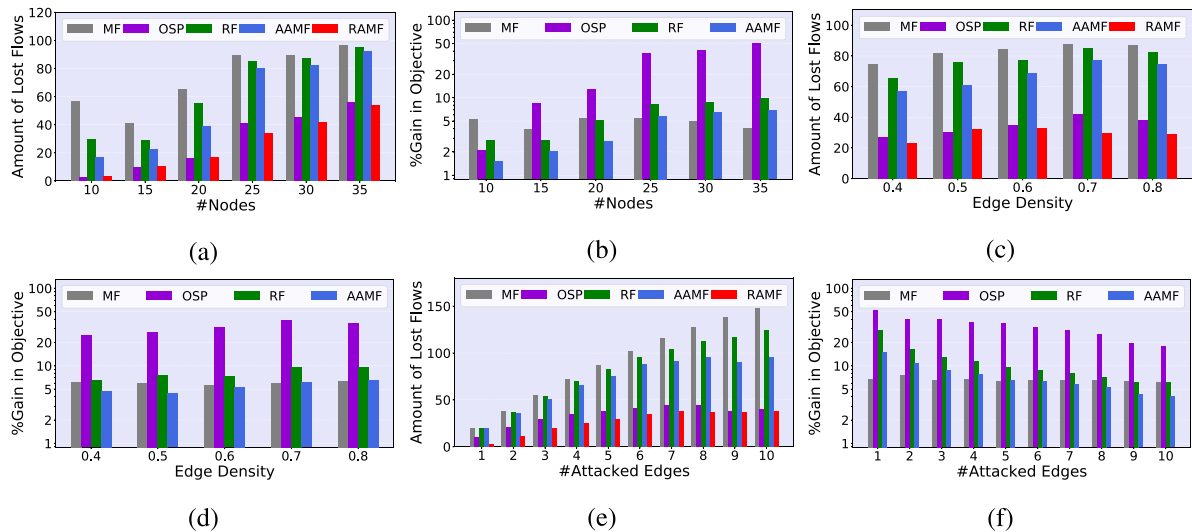 120
100
80
60
40
20
0
MF OSP RF AAMF RAMF
10 15 20 25 30 35
#Nodes
Amount of Lost Flows
(a)
100
50
20
10
5
2
1
MF OSP RF AAMF
10 15 20 25 30 35
#Nodes
%Gain in Objective
(b)
100
80
60
40
20
0
MF OSP RF AAMF RAMF
0.4 0.5 0.6 0.7 0.8
Edge Density
Amount of Lost Flows
(c)
100
50
20
10
5
2
1
MF OSP RF AAMF
0.4 0.5 0.6 0.7 0.8
Edge Density
%Gain in Objective
(d)
150
100
50
0
MF OSP RF AAMF RAMF
1 2 3 4 5 6 7 8 9 10
#Attacked Edges
Amount of Lost Flows
(e)
100
50
20
10
5
2
1
MF OSP RF AAMF
1 2 3 4 5 6 7 8 9 10
#Attacked Edges
%Gain in Objective
(f)